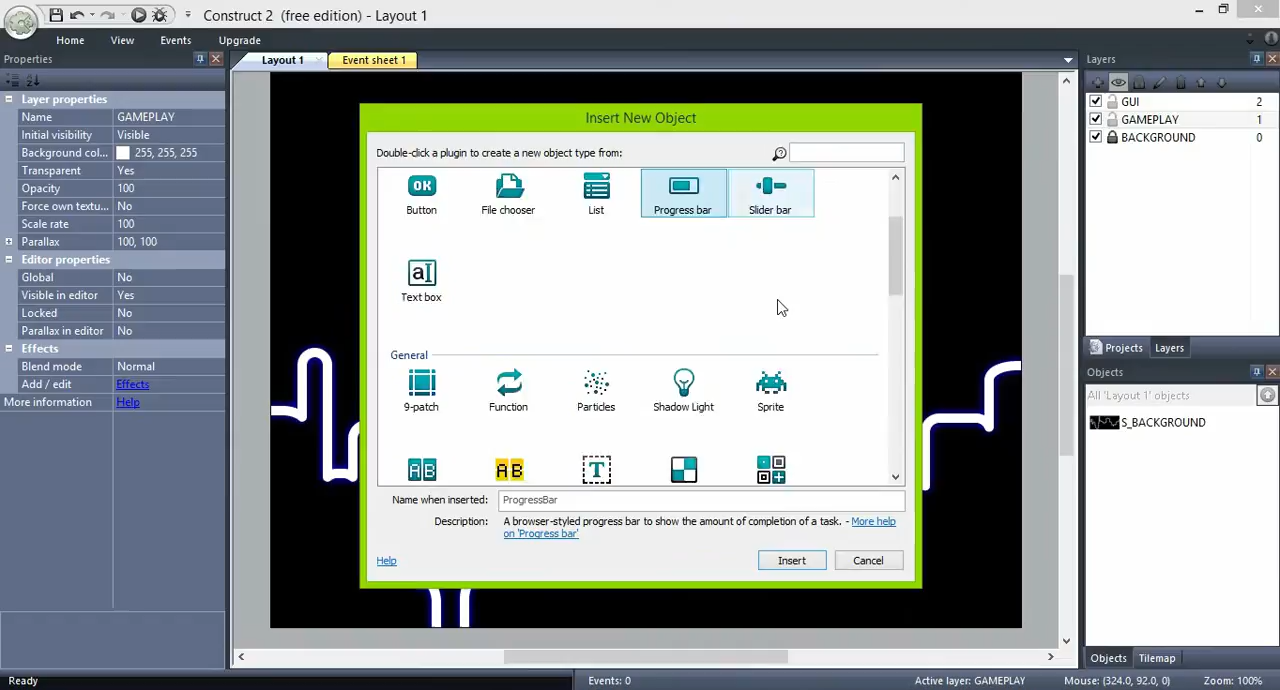 Construct 2 (free edition) - Layout 1
Home View Events Upgrade
Properties
Layer properties
Name GAMEPLAY
Initial visibility Visible
Background col... 255, 255, 255
Transparent Yes
Opacity 100
Force own textu... No
Scale rate 100
Parallax 100, 100
Editor properties
Global No
Visible in editor Yes
Locked No
Parallax in editor No
Effects
Blend mode Normal
Add / edit Effects
More information Help
Layout 1 Event sheet 1
Insert New Object
Double-click a plugin to create a new object type from:
OK
Button File chooser List Progress bar Slider bar
aI
Text box
General
9-patch Function Particles Shadow Light Sprite
AB AB T
Name when inserted: ProgressBar
Description: A browser-styled progress bar to show the amount of completion of a task. - More help
on 'Progress bar'
Help Insert Cancel
Layers
GUI 2
GAMEPLAY 1
BACKGROUND 0
Projects Layers
Objects
All 'Layout 1' objects
S_BACKGROUND
Objects Tilemap
Ready Events: 0 Active layer: GAMEPLAY Mouse: (324.0, 92.0, 0) Zoom: 100%